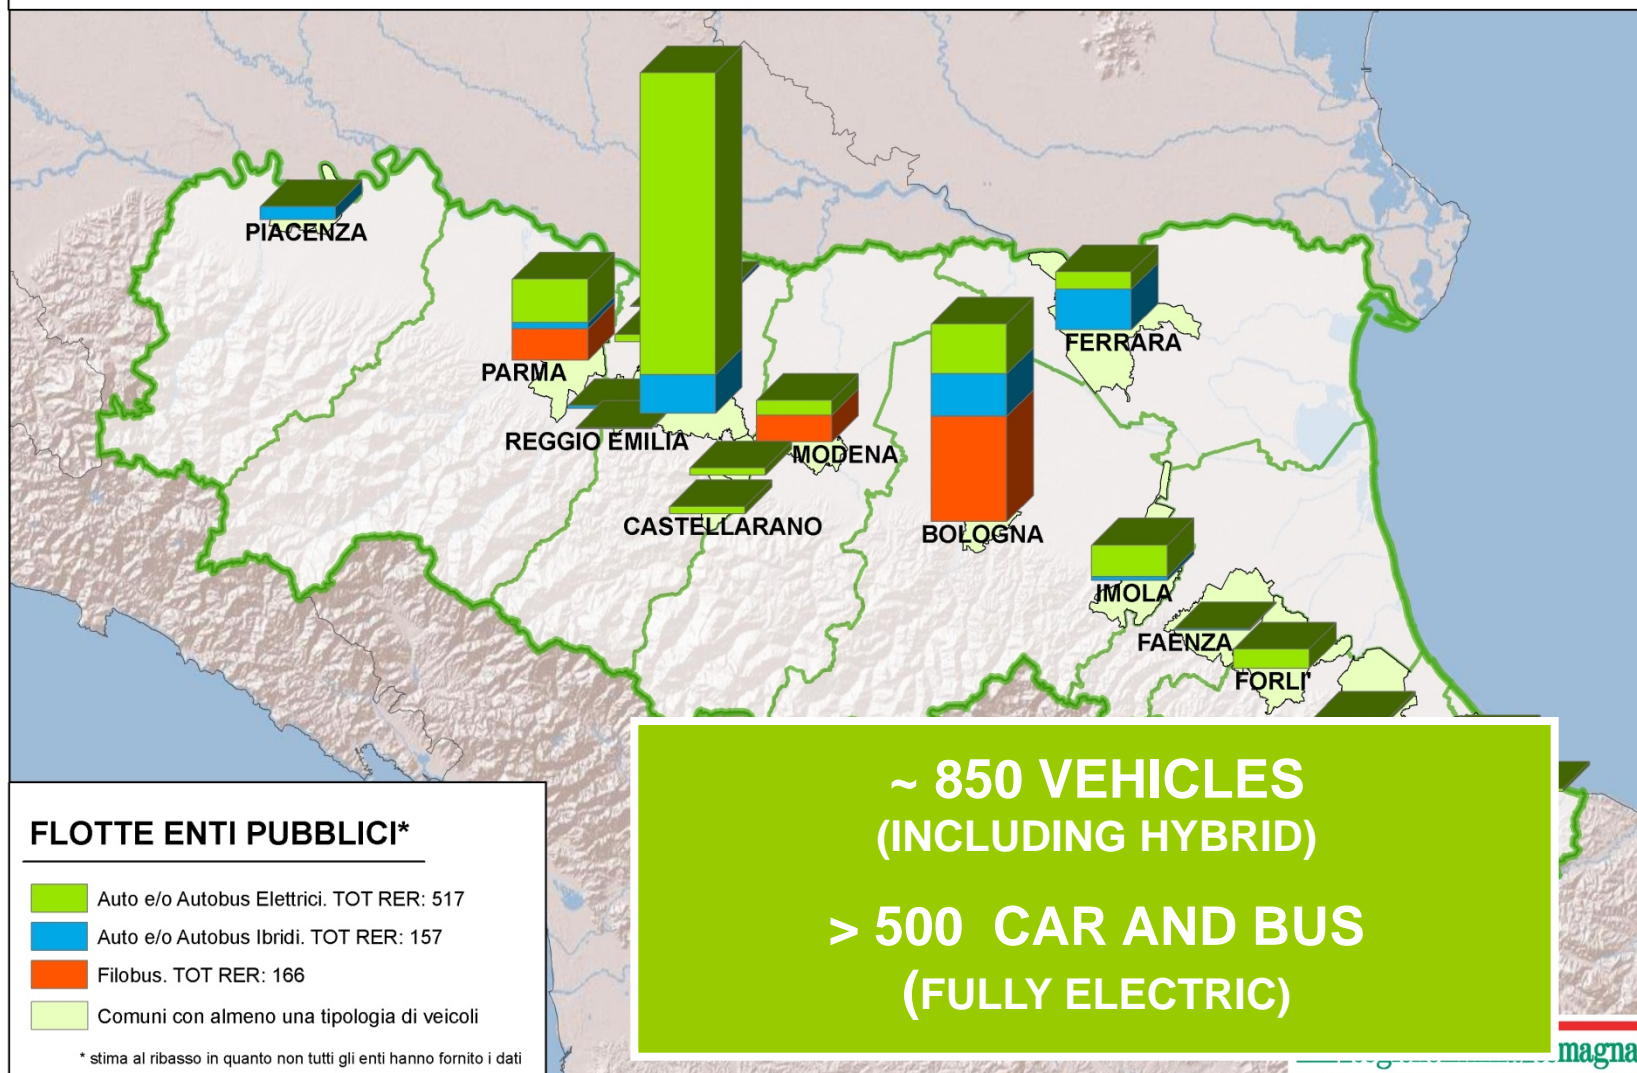 PIACENZA
PARMA
FERRARA
REGGIO EMILIA
MODENA
CASTELLARANO
BOLOGNA
IMOLA
FAENZA
FORLI'
~ 850 VEHICLES
(INCLUDING HYBRID)
> 500 CAR AND BUS
(FULLY ELECTRIC)
FLOTTE ENTI PUBBLICI*
Auto e/o Autobus Elettrici. TOT RER: 517
Auto e/o Autobus Ibridi. TOT RER: 157
Filobus. TOT RER: 166
Comuni con almeno una tipologia di veicoli
* stima al ribasso in quanto non tutti gli enti hanno fornito i dati
magna